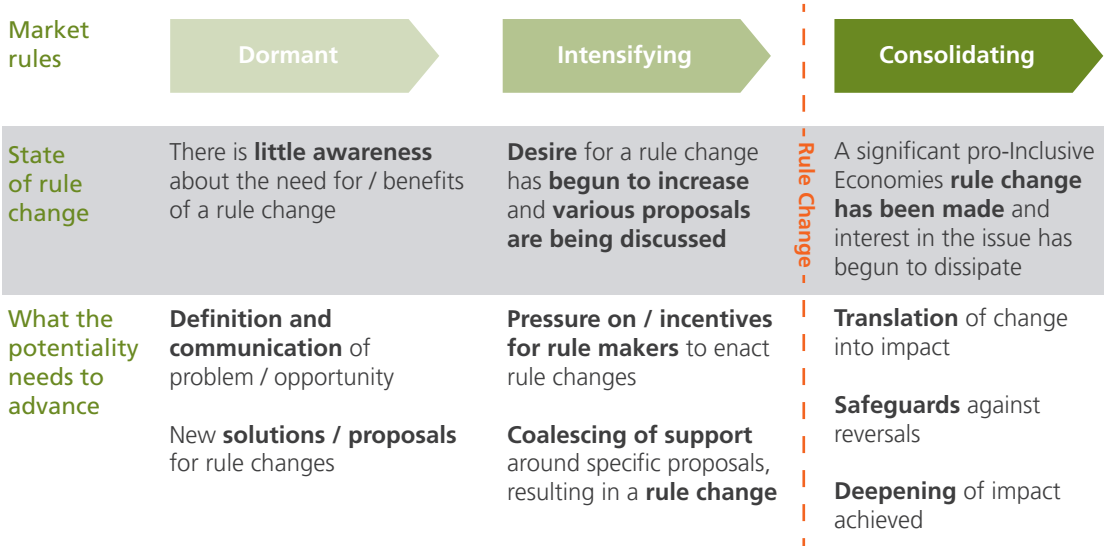 Market
rules
Dormant
Intensifying
Consolidating
State
of rule
change
There is little awareness
about the need for / benefits
of a rule change
Desire for a rule change
has begun to increase
and various proposals
are being discussed
Rule Change
A significant pro-Inclusive
Economies rule change
has been made and
interest in the issue has
begun to dissipate
What the
potentiality
needs to
advance
Definition and
communication of
problem / opportunity
New solutions / proposals
for rule changes
Pressure on / incentives
for rule makers to enact
rule changes
Coalescing of support
around specific proposals,
resulting in a rule change
Translation of change
into impact
Safeguards against
reversals
Deepening of impact
achieved